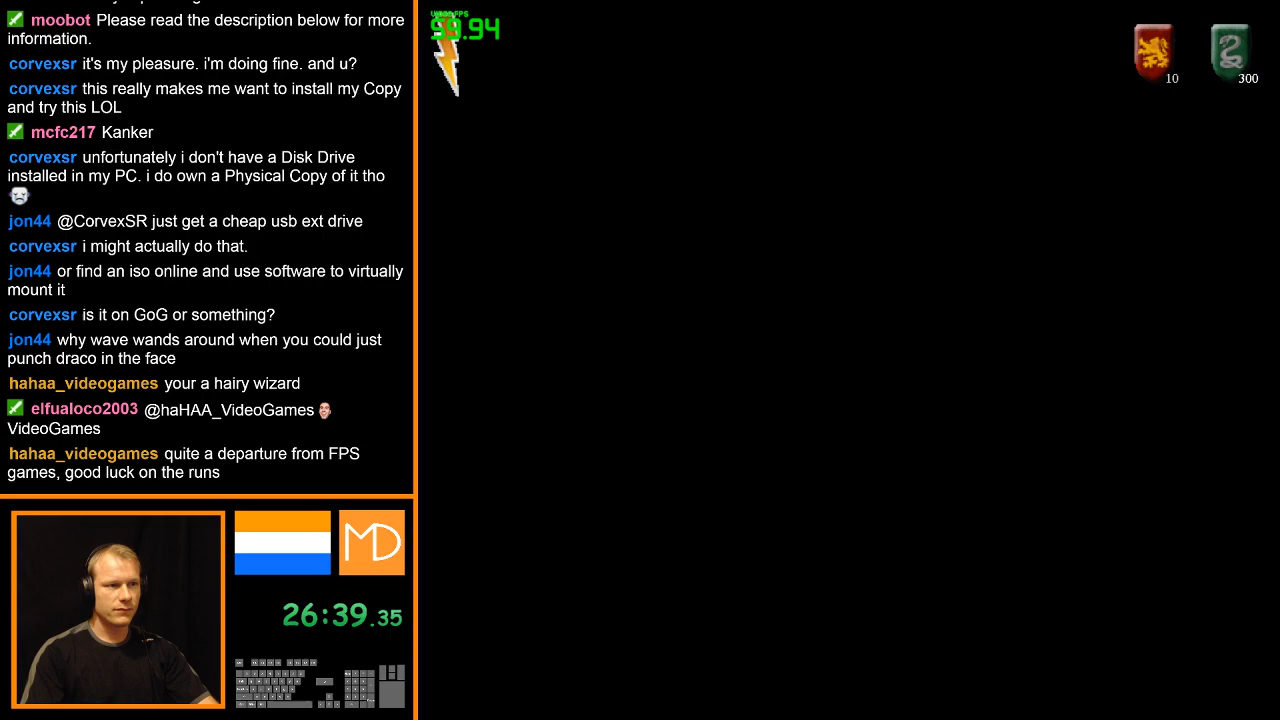 moobot Please read the description below for more
information.
corvexsr it's my pleasure. i'm doing fine. and u?
corvexsr this really makes me want to install my Copy
and try this LOL
mcfc217 Kanker
corvexsr unfortunately i don't have a Disk Drive
installed in my PC. i do own a Physical Copy of it tho
jon44 @CorvexSR just get a cheap usb ext drive
corvexsr i might actually do that.
jon44 or find an iso online and use software to virtually
mount it
corvexsr is it on GoG or something?
jon44 why wave wands around when you could just
punch draco in the face
hahaa_videogames your a hairy wizard
elfualoco2003 @haHAA_VideoGames
VideoGames
hahaa_videogames quite a departure from FPS
games, good luck on the runs
MD
26:39.35
59.94
10
300